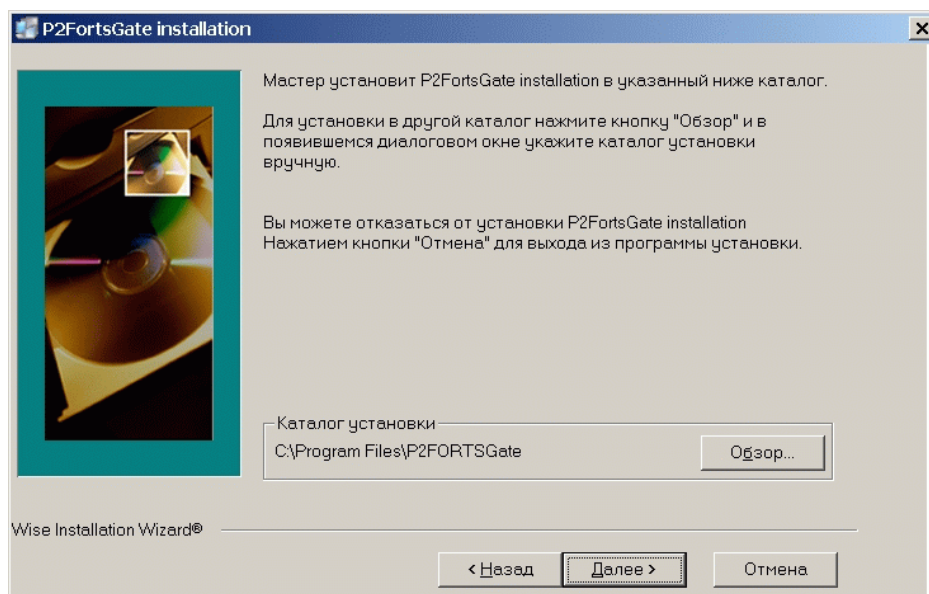 P2FortsGate installation
Мастер установит P2FortsGate installation в указанный ниже каталог.
Для установки в другой каталог нажмите кнопку "Обзор" и в
появившемся диалоговом окне укажите каталог установки
вручную.
Вы можете отказаться от установки P2FortsGate installation
Нажатием кнопки "Отмена" для выхода из программы установки.
Каталог установки
C:\Program Files\P2FORTSGate
Обзор...
Wise Installation Wizard®
< Назад
Далее >
Отмена